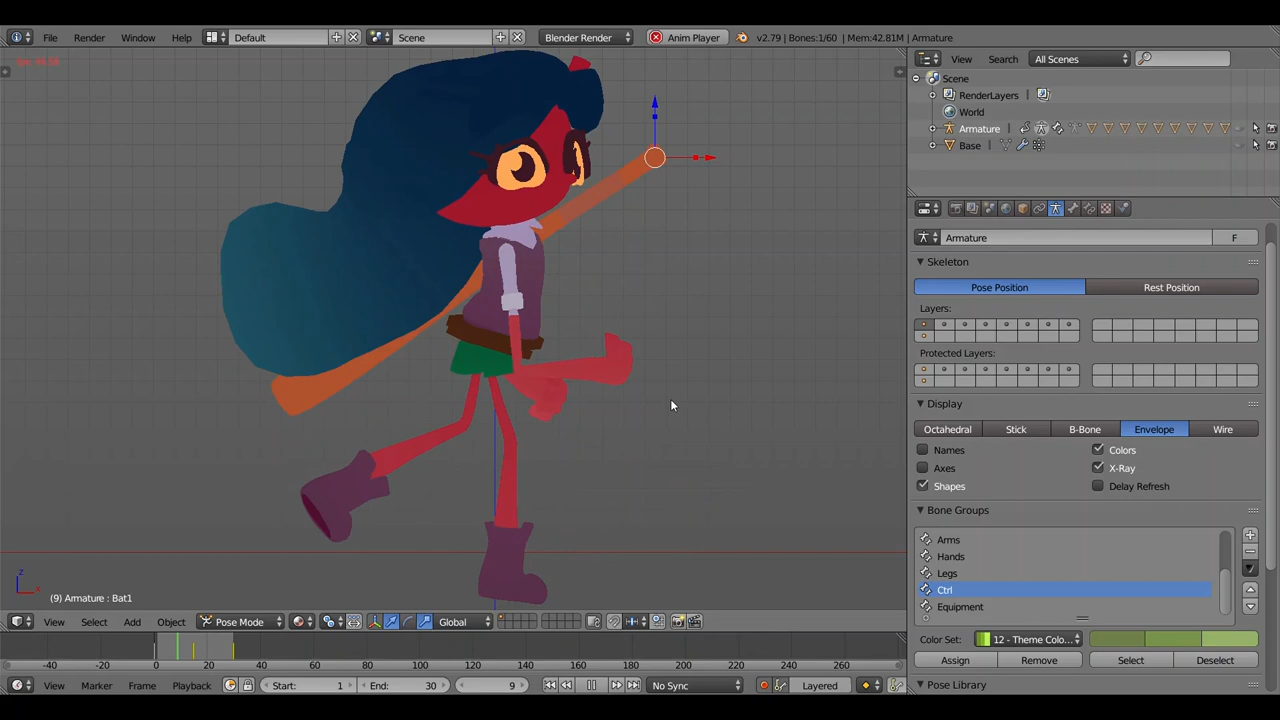 File Render Window Help Default Scene Blender Render Anim Player v2.79 | Bones:1/60 | Mem:42.81M | Armature
View Search All Scenes
Scene
RenderLayers
World
Armature
Base
Armature F
Skeleton
Pose Position Rest Position
Layers:
Protected Layers:
Display
Octahedral Stick B-Bone Envelope Wire
Names Colors
Axes X-Ray
Shapes Delay Refresh
Bone Groups
Arms
Hands
Legs
Ctrl
Equipment
Color Set: 12 - Theme Colo...
Assign Remove Select Deselect
Pose Library
z
x
(9) Armature : Bat1
View Select Add Object Pose Mode Global
-40 -20 0 20 40 60 80 100 120 140 160 180 200 220 240 260
View Marker Frame Playback Start: 1 End: 30 9 No Sync Layered